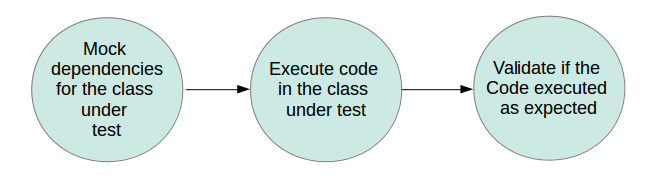 Mock
dependencies
for the class
under
test
Execute code
in the class
under test
Validate if the
Code executed
as expected